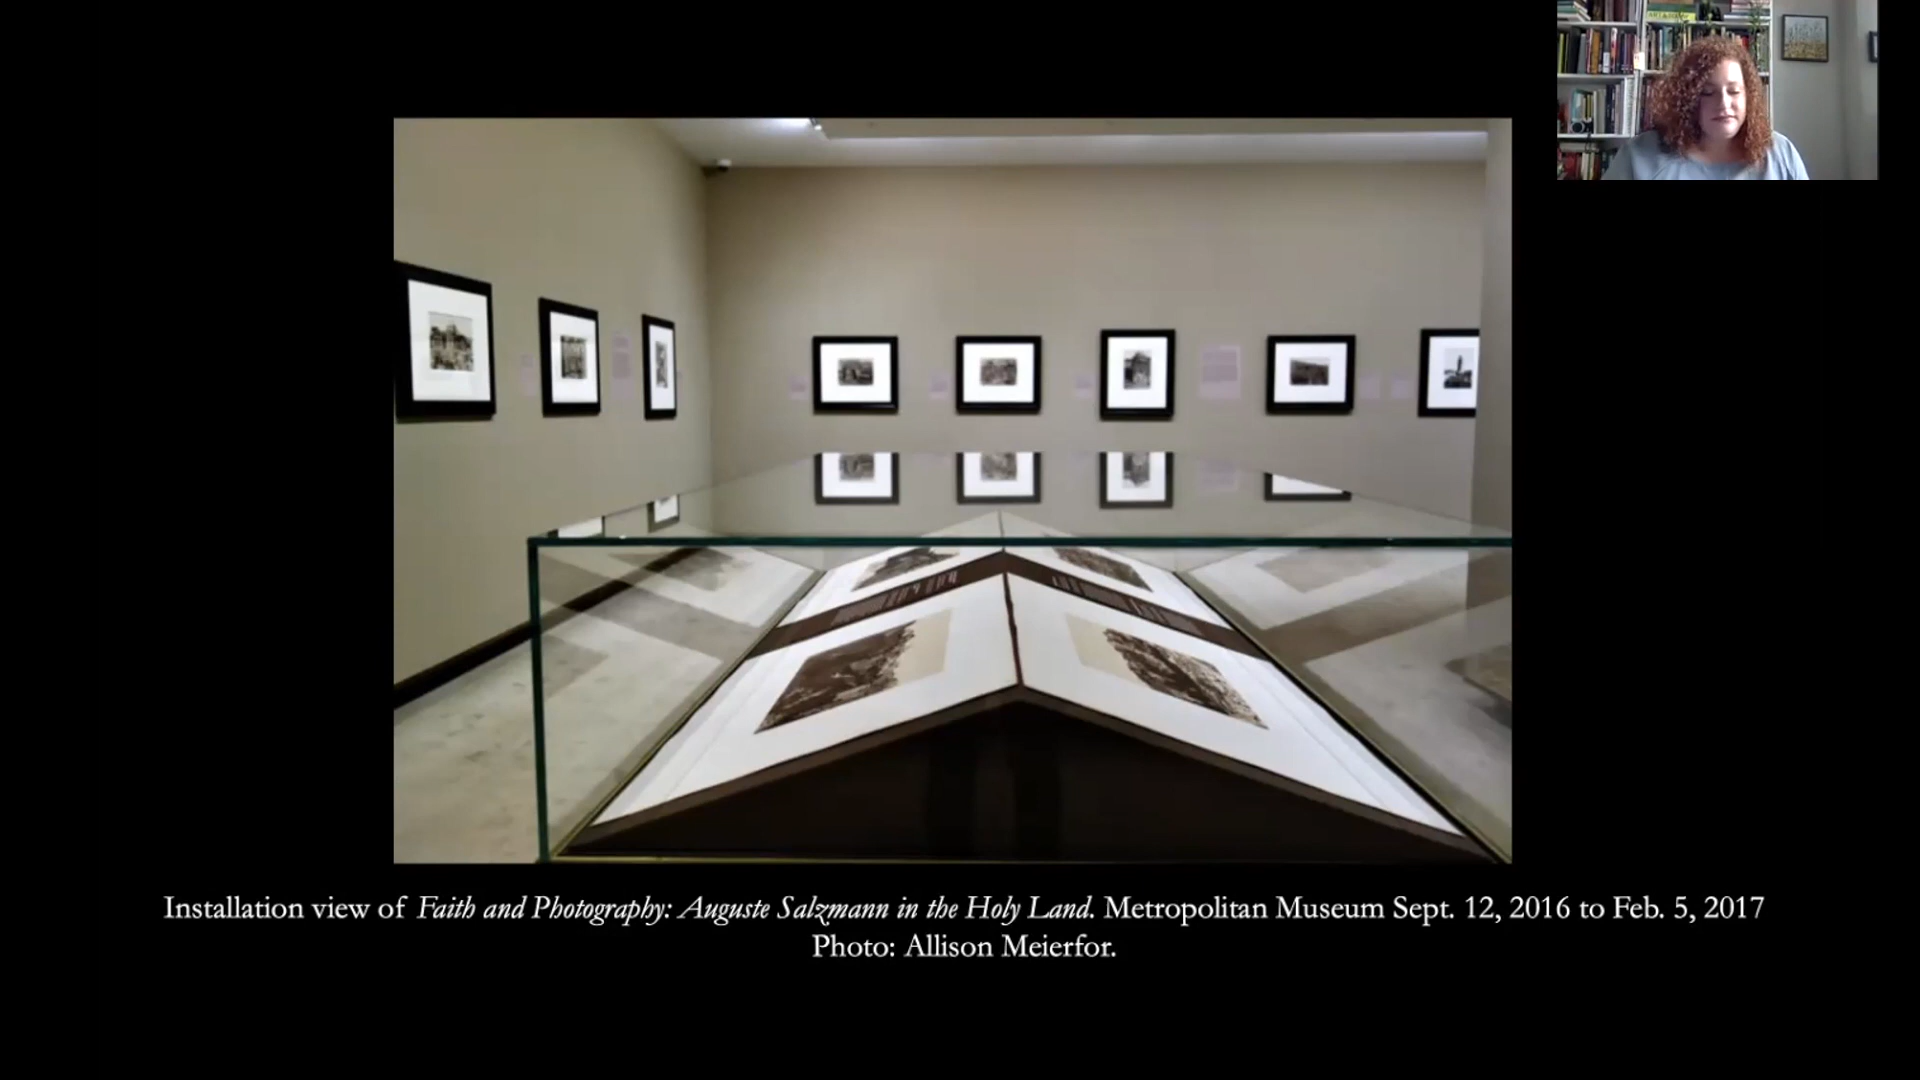 Installation view of Faith and Photography: Auguste Salzmann in the Holy Land. Metropolitan Museum Sept. 12, 2016 to Feb. 5, 2017
Photo: Allison Meierfor.